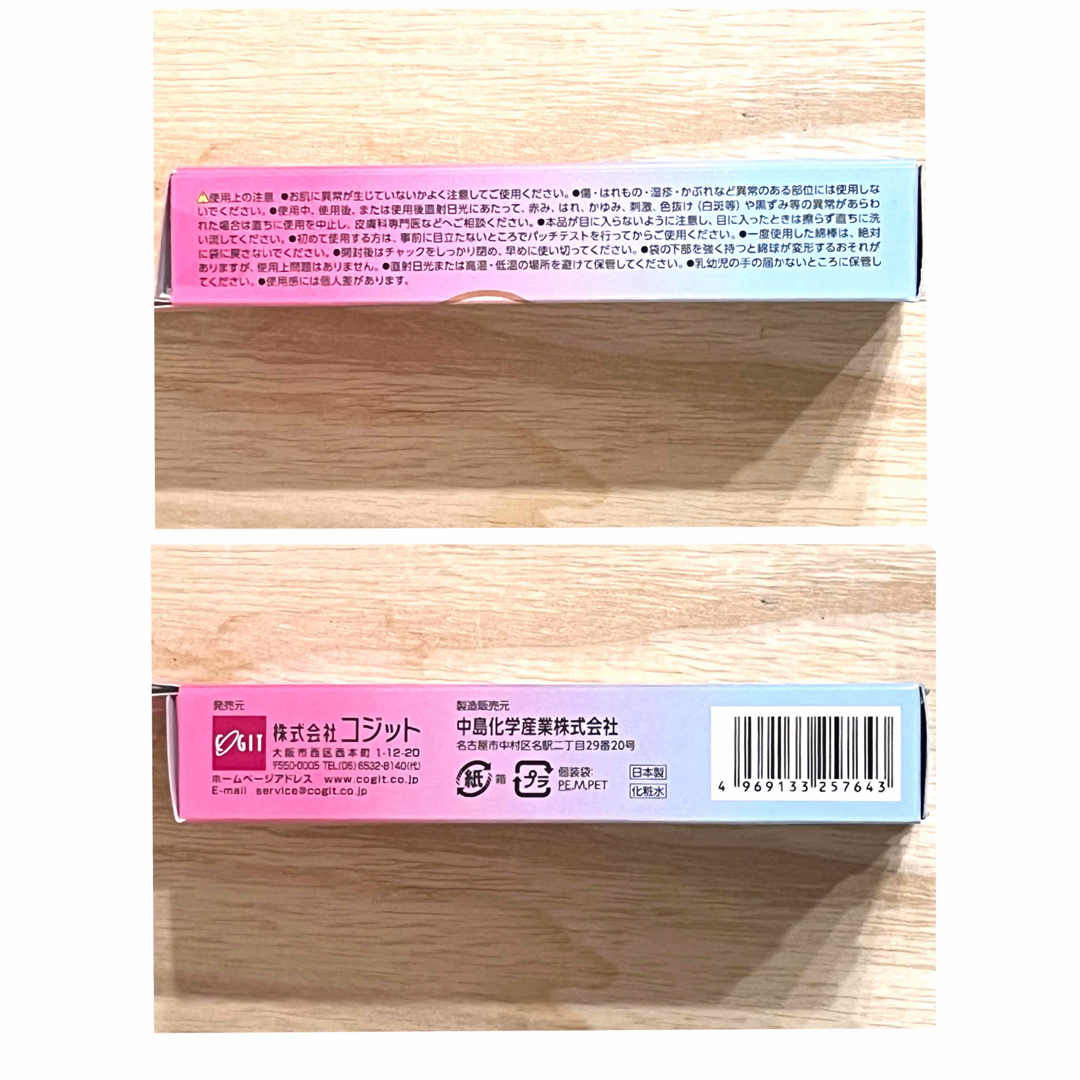 ⚠使用上の注意 ●お肌に異常が生じていないかよく注意してご使用ください。●傷・はれもの・湿疹・かぶれなど異常のある部位には使用しな
いでください。●使用中、使用後、または使用後直射日光にあたって、赤み、はれ、かゆみ、刺激、色抜け(白斑等)や黒ずみ等の異常があらわ
れた場合は直ちに使用を中止し、皮膚科専門医などへご相談ください。●本品が目に入らないように注意し、目に入ったときは擦らず直ちに洗
い流してください。●初めて使用する方は、事前に目立たないところでパッチテストを行ってからご使用ください。●一度使用した綿棒は、絶対
に袋に戻さないでください。●開封後はチャックをしっかり閉め、早めに使い切ってください。●袋の下部を強く持つと綿球が変形するおそれが
ありますが、使用上問題はありません。●直射日光または高温・低温の場所を避けて保管してください。●乳幼児の手の届かないところに保管し
てください。●使用感には個人差があります。
発売元
COGIT
株式会社 コジット
大阪市西区西本町 1-12-20
〒550-0005 TEL(06)6532-8140(代)
ホームページアドレス www.cogit.co.jp
E-mail service@cogit.co.jp
製造販売元
中島化学産業株式会社
名古屋市中村区名駅二丁目29番20号
紙 箱
プラ 個装袋:
PE,M,PET
日本製
化粧水
4 969133 257643